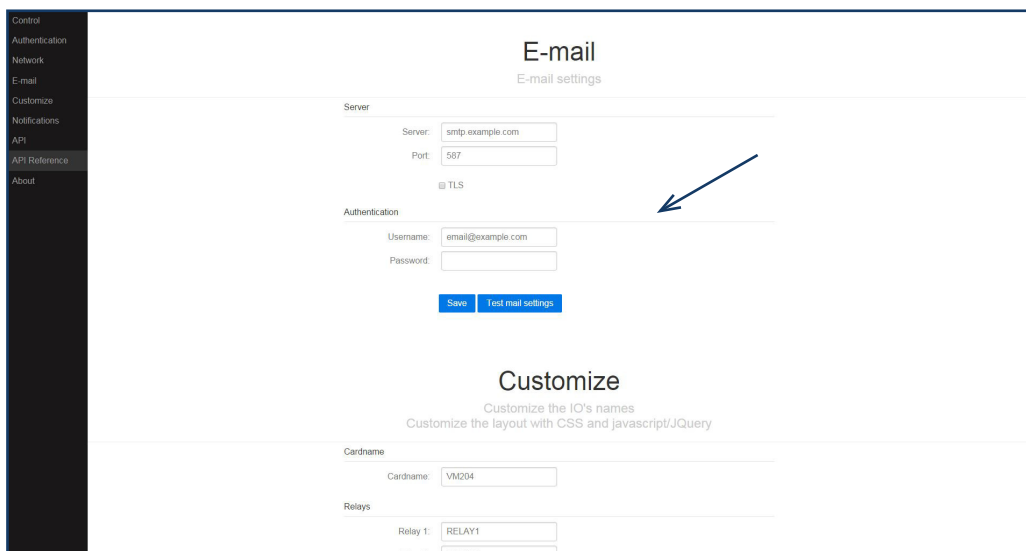 Control
Authentication
Network
E-mail
Customize
Notifications
API
API Reference
About
E-mail
E-mail settings
Server
Server: smtp.example.com
Port: 587
TLS
Authentication
Username: email@example.com
Password:
Save Test mail settings
Customize
Customize the IO's names
Customize the layout with CSS and javascript/JQuery
Cardname
Cardname: VM204
Relays
Relay 1: RELAY1